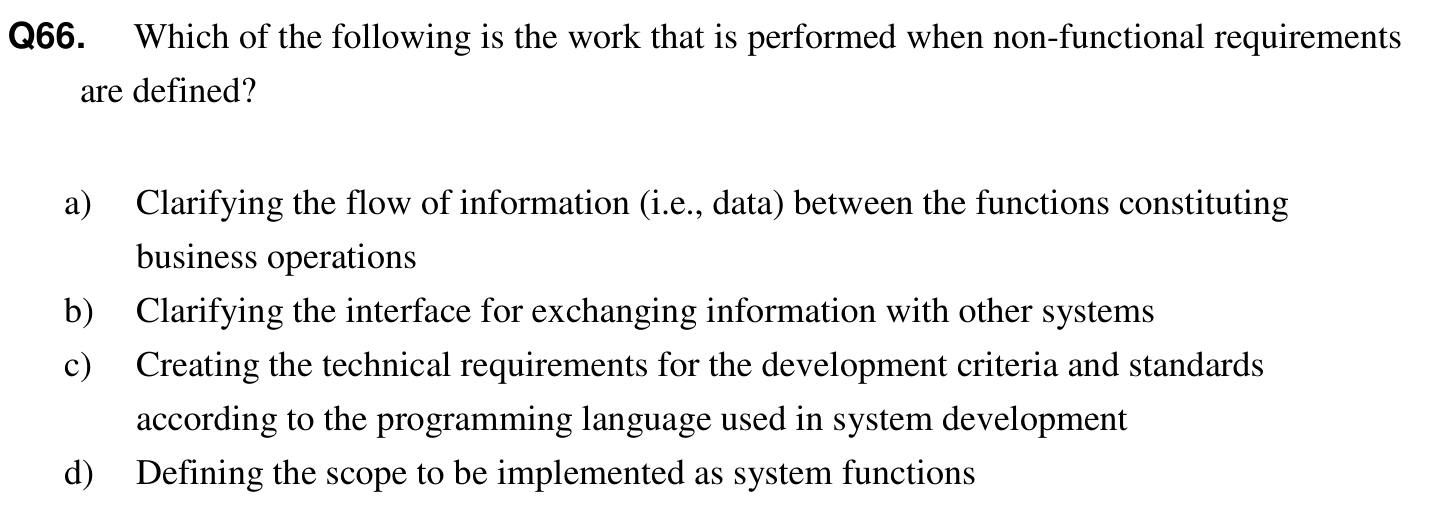 Q66. Which of the following is the work that is performed when non-functional requirements
are defined?
a) Clarifying the flow of information (i.e., data) between the functions constituting
business operations
b) Clarifying the interface for exchanging information with other systems
c) Creating the technical requirements for the development criteria and standards
according to the programming language used in system development
d) Defining the scope to be implemented as system functions